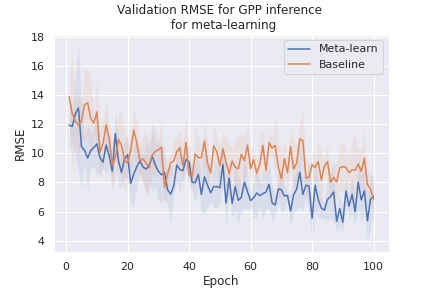 Validation RMSE for GPP inference
for meta-learning
18
16
14
12
10
8
6
4
RMSE
Meta-learn
Baseline
0
20
40
60
80
100
Epoch